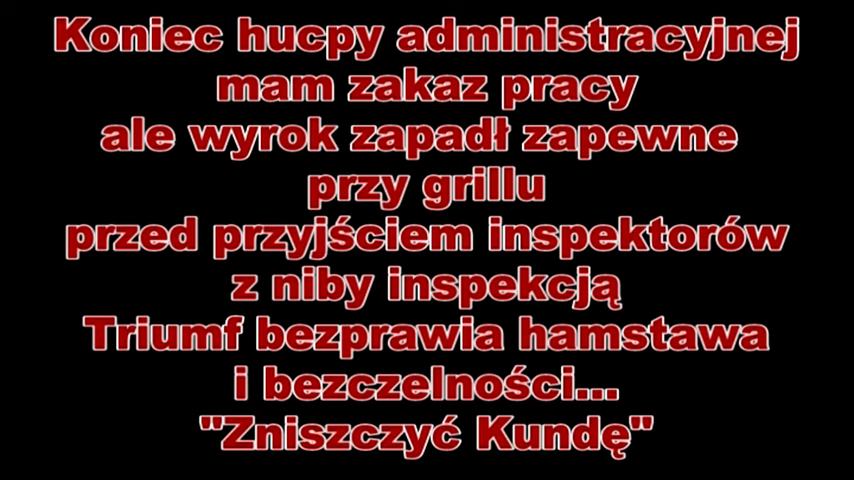 Koniec hucpy administracyjnej
mam zakaz pracy
ale wyrok zapadł zapewne
przy grillu
przed przyjściem inspektorów
z niby inspekcją
Triumf bezprawia hamstawa
i bezczelności...
"Zniszczyć Kundę"